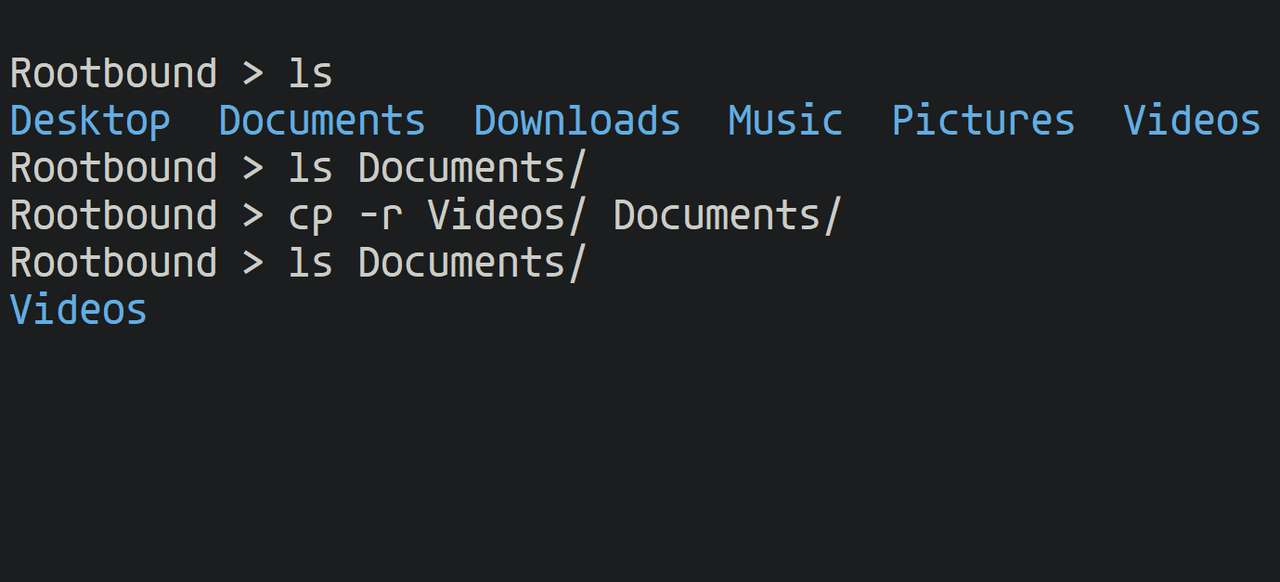 Rootbound > ls
Desktop  Documents  Downloads  Music  Pictures  Videos
Rootbound > ls Documents/
Rootbound > cp -r Videos/ Documents/
Rootbound > ls Documents/
Videos